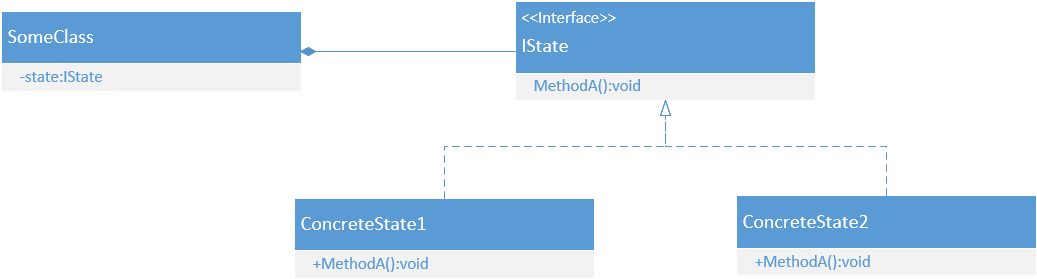 SomeClass
-state:IState
<<Interface>>
IState
MethodA():void
ConcreteState1
+MethodA():void
ConcreteState2
+MethodA():void